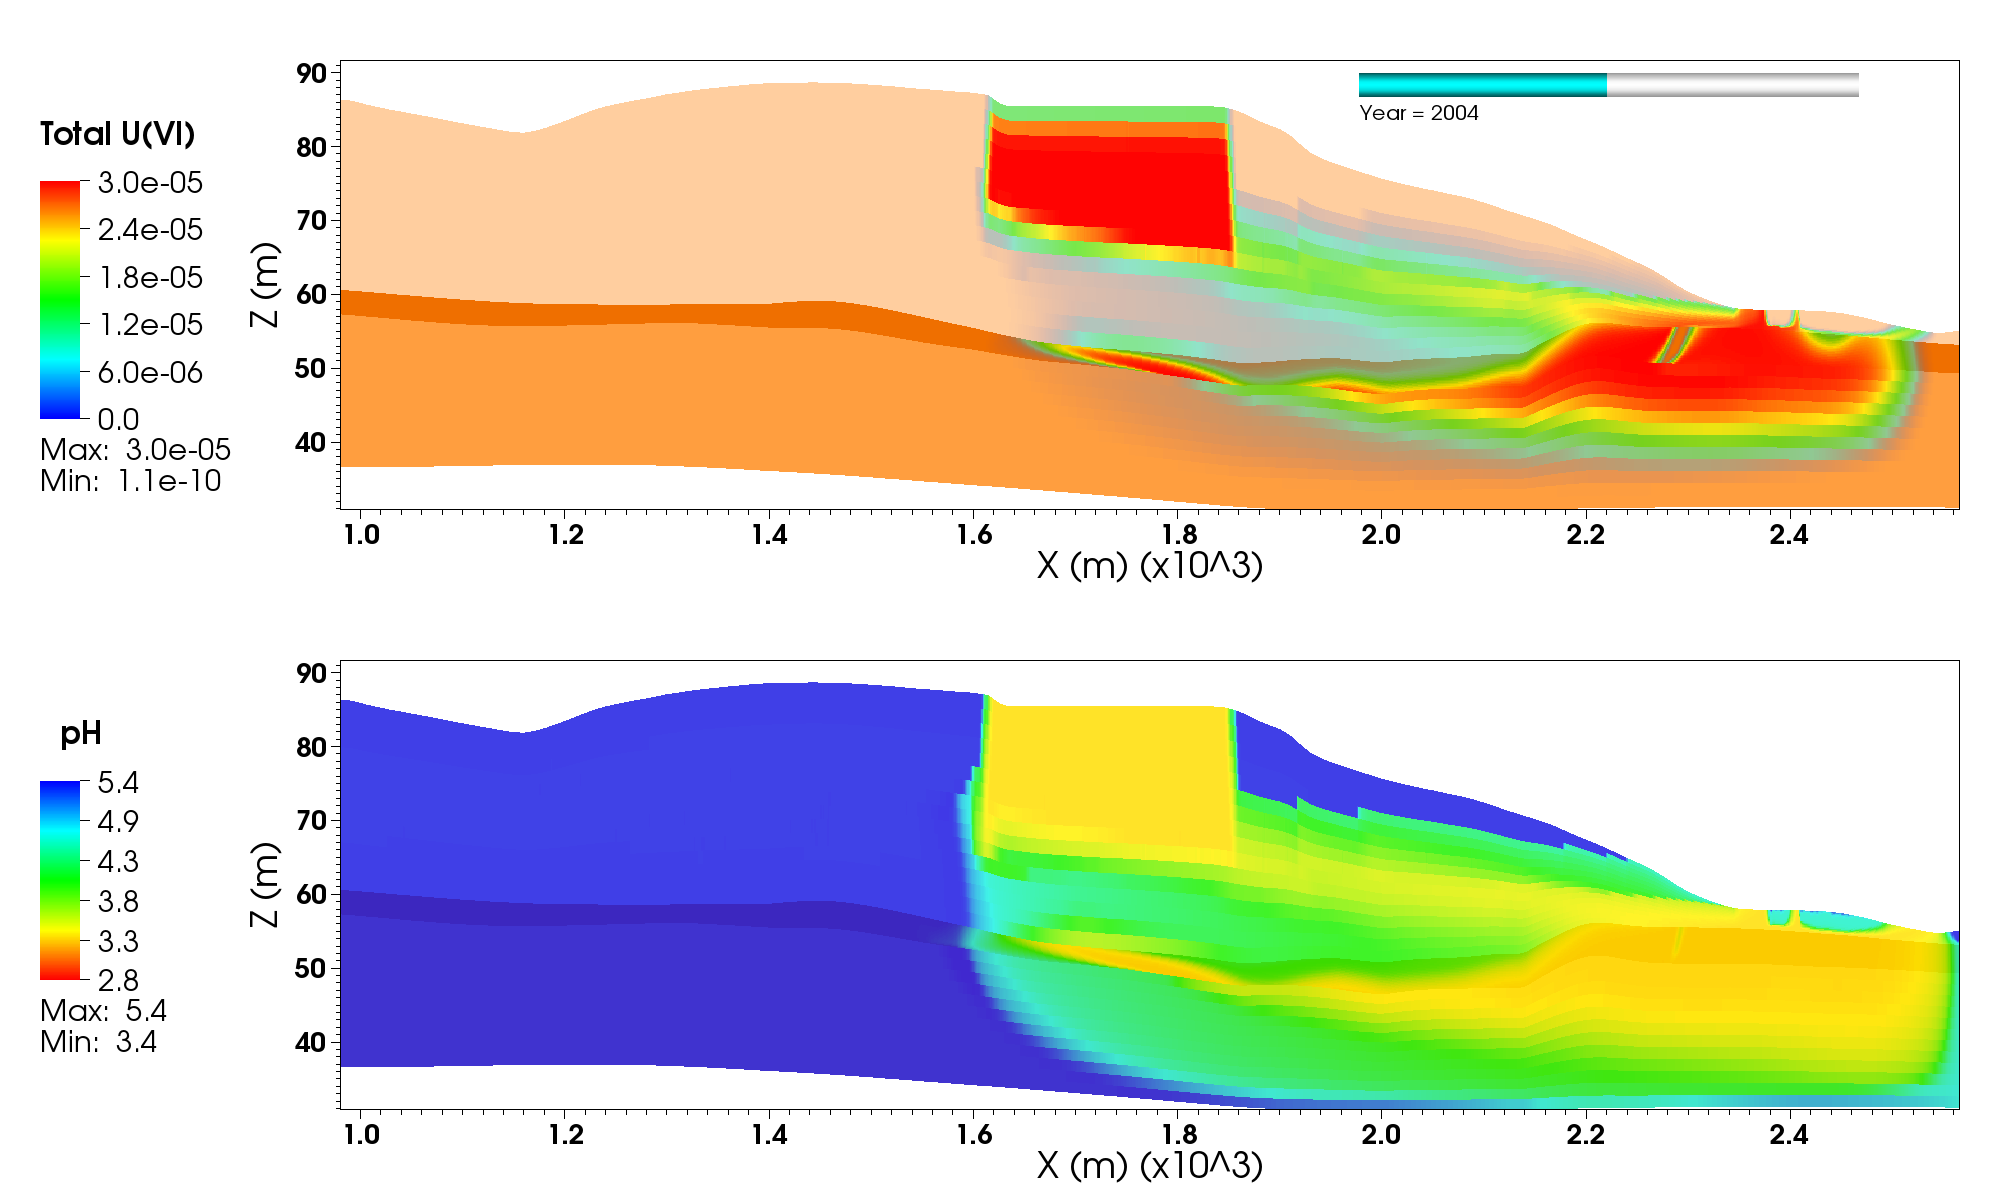 Total U(VI)
3.0e-05
2.4e-05
1.8e-05
1.2e-05
6.0e-06
0.0
Max: 3.0e-05
Min: 1.1e-10
Z (m)
90
80
70
60
50
40
Year = 2004
1.0 1.2 1.4 1.6 1.8 2.0 2.2 2.4
X (m) (x10^3)
pH
5.4
4.9
4.3
3.8
3.3
2.8
Max: 5.4
Min: 3.4
Z (m)
90
80
70
60
50
40
1.0 1.2 1.4 1.6 1.8 2.0 2.2 2.4
X (m) (x10^3)